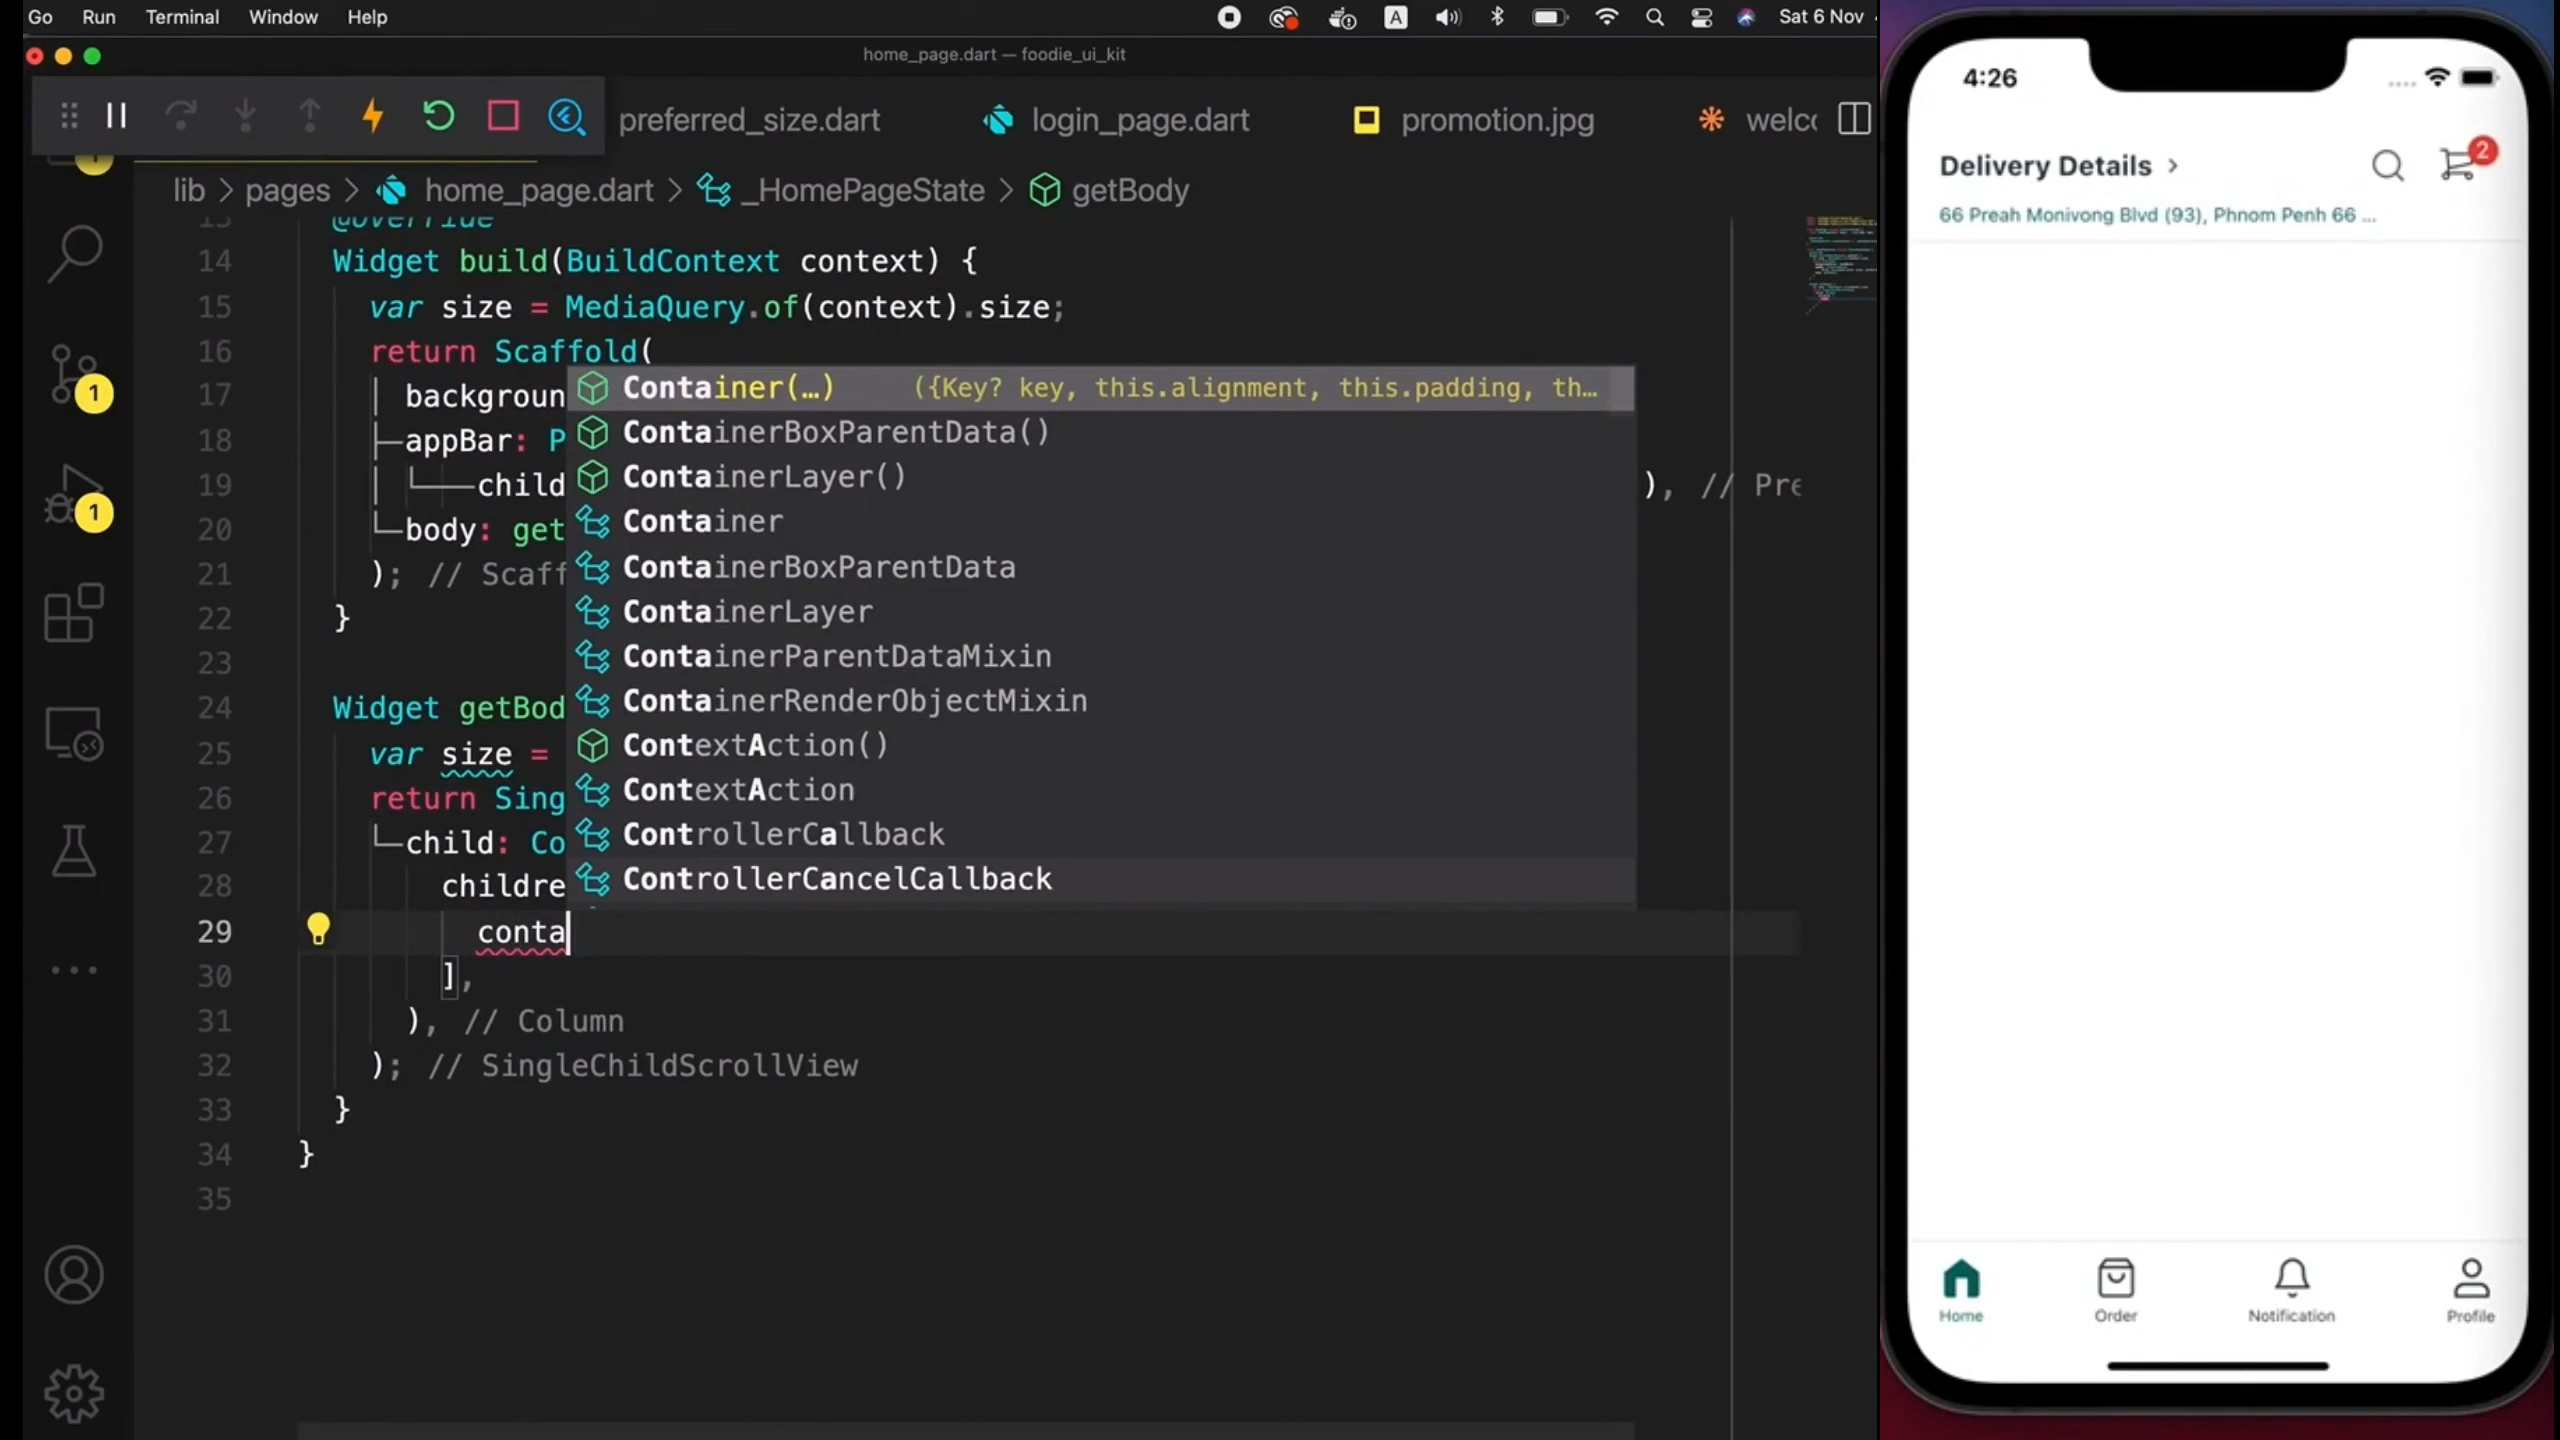 Go Run Terminal Window Help
A
Sat 6 Nov
home_page.dart — foodie_ui_kit
preferred_size.dart
login_page.dart
promotion.jpg
lib > pages > home_page.dart > _HomePageState > getBody
@override
14 Widget build(BuildContext context) {
15 var size = MediaQuery.of(context).size;
16 return Scaffold(
17 backgroun
18 appBar: P
19 child
), // Pre
20 body: get
21 ); // Scaff
22 }
23
24 Widget getBod
25 var size =
26 return Sing
27 child: Co
28 childre
29 conta
30 ],
31 ), // Column
32 ); // SingleChildScrollView
33 }
34 }
35
Container(…) ({Key? key, this.alignment, this.padding, th…
ContainerBoxParentData()
ContainerLayer()
Container
ContainerBoxParentData
ContainerLayer
ContainerParentDataMixin
ContainerRenderObjectMixin
ContextAction()
ContextAction
ControllerCallback
ControllerCancelCallback
1
1
4:26
Delivery Details >
2
66 Preah Monivong Blvd (93), Phnom Penh 66 ...
Home
Order
Notification
Profile